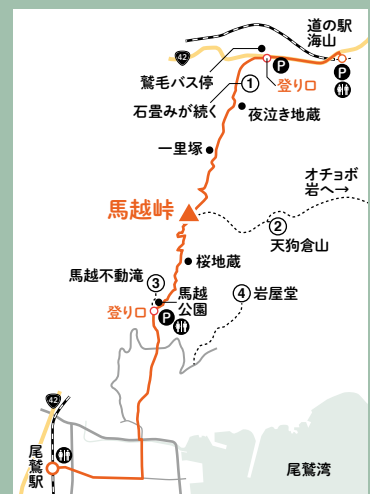 道の駅
海山
42
P
鷲毛バス停
登り口
P
①
石畳みが続く
夜泣き地蔵
一里塚
オチョボ
岩へ→
馬越峠
②
天狗倉山
桜地蔵
馬越不動滝
③
馬越
公園
④岩屋堂
登り口
P
42
尾鷲駅
尾鷲湾